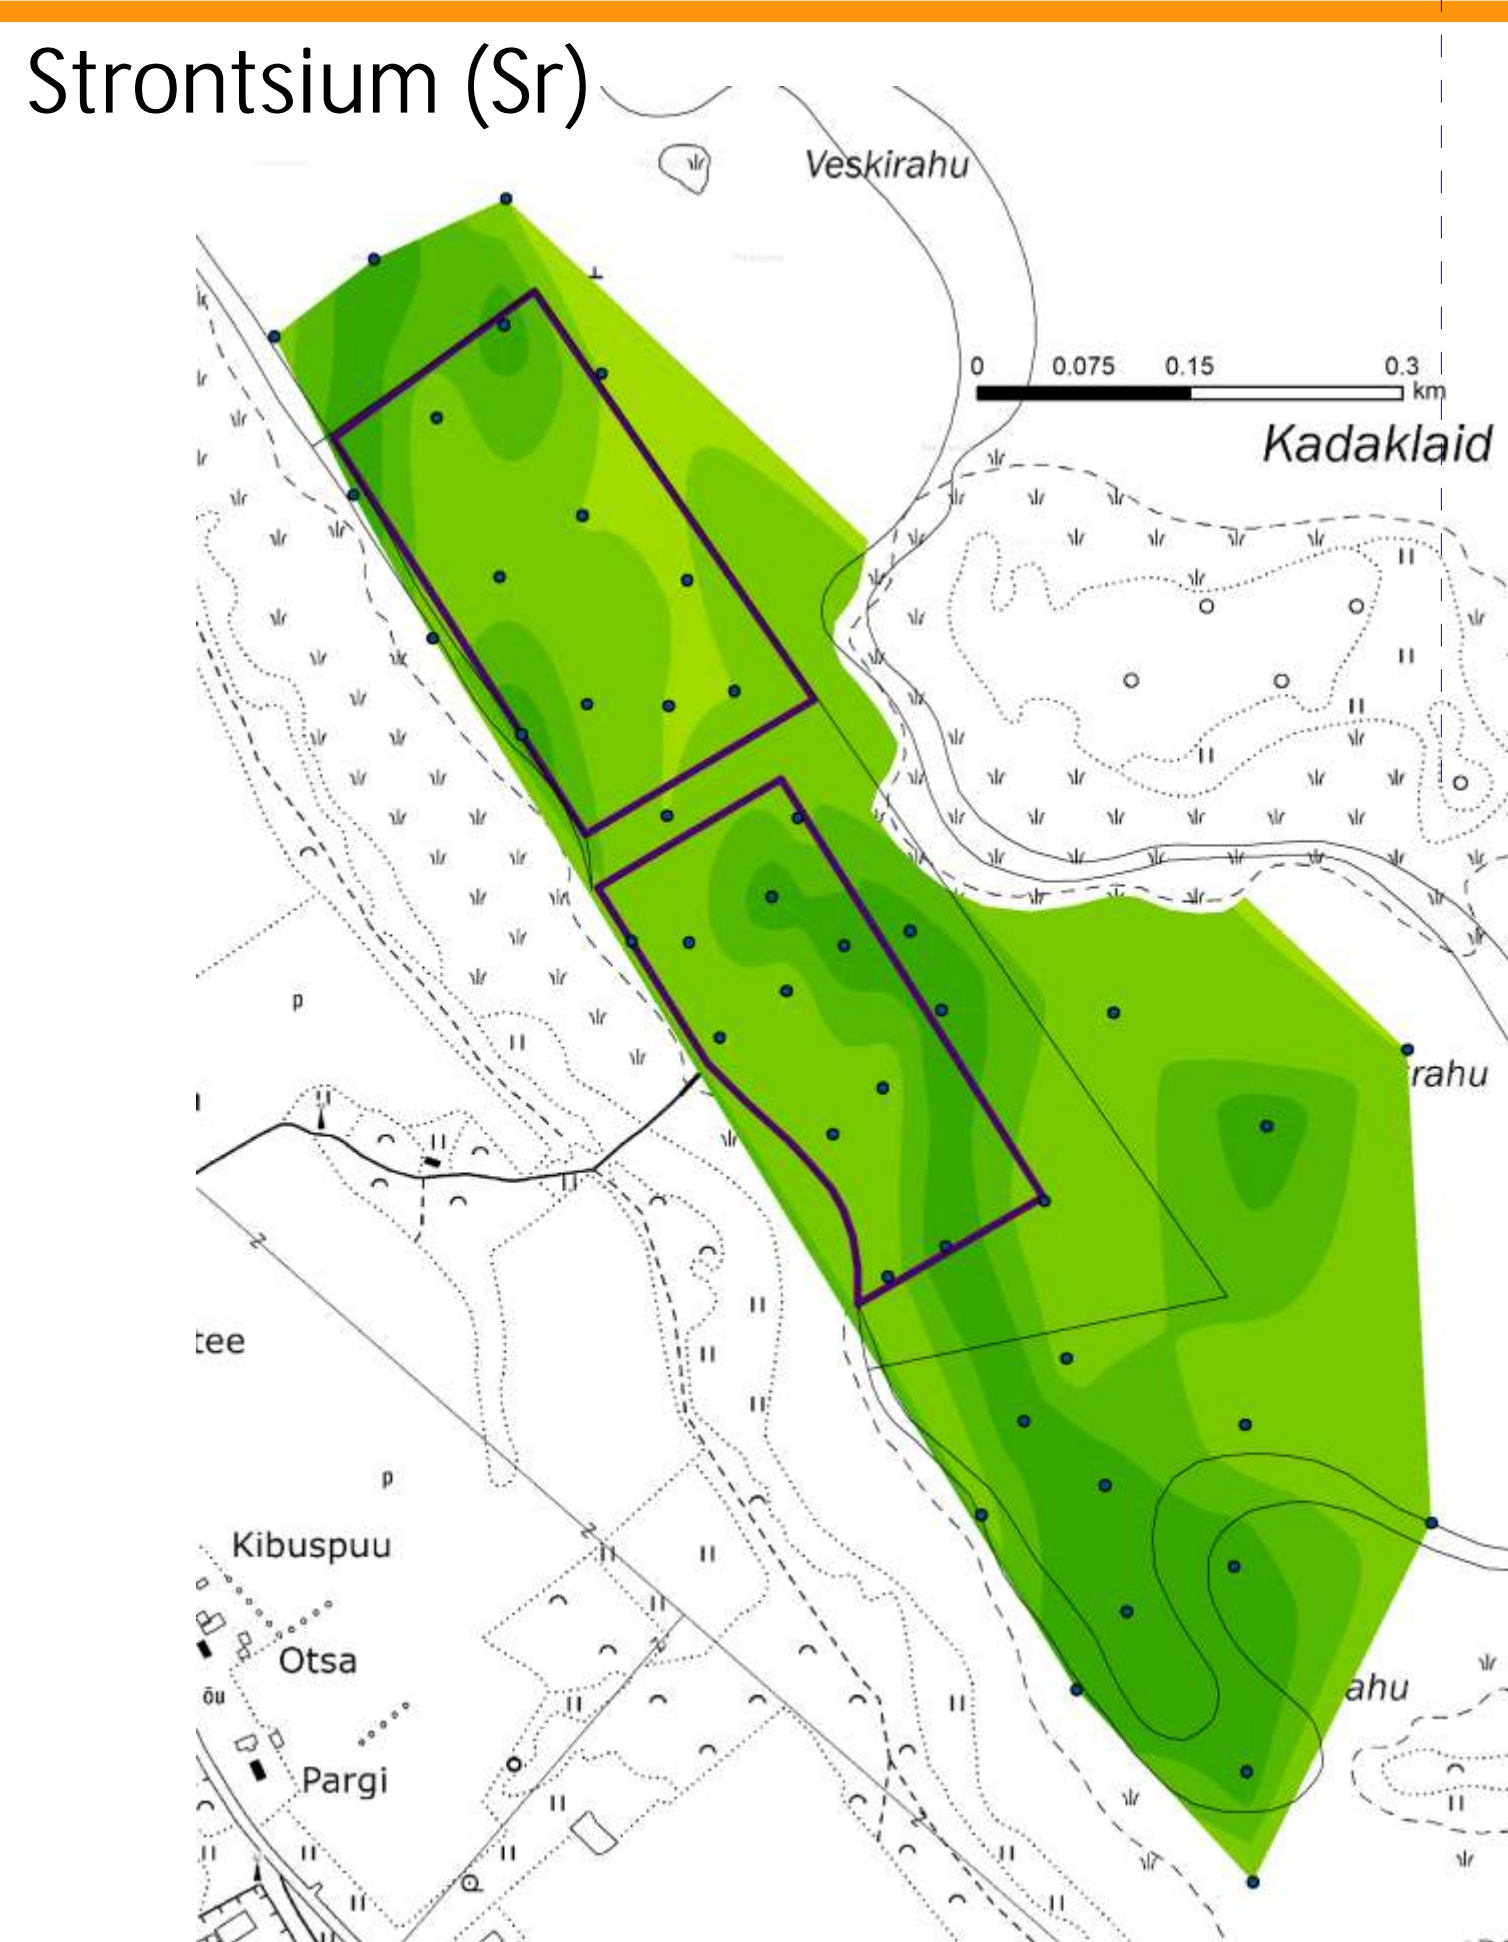 Strontsium (Sr)
Veskirahu
0 0.075 0.15 0.3
km
Kadaklaid
p
rahu
tee
p
Kibuspuu
Otsa
õu
ahu
Pargi